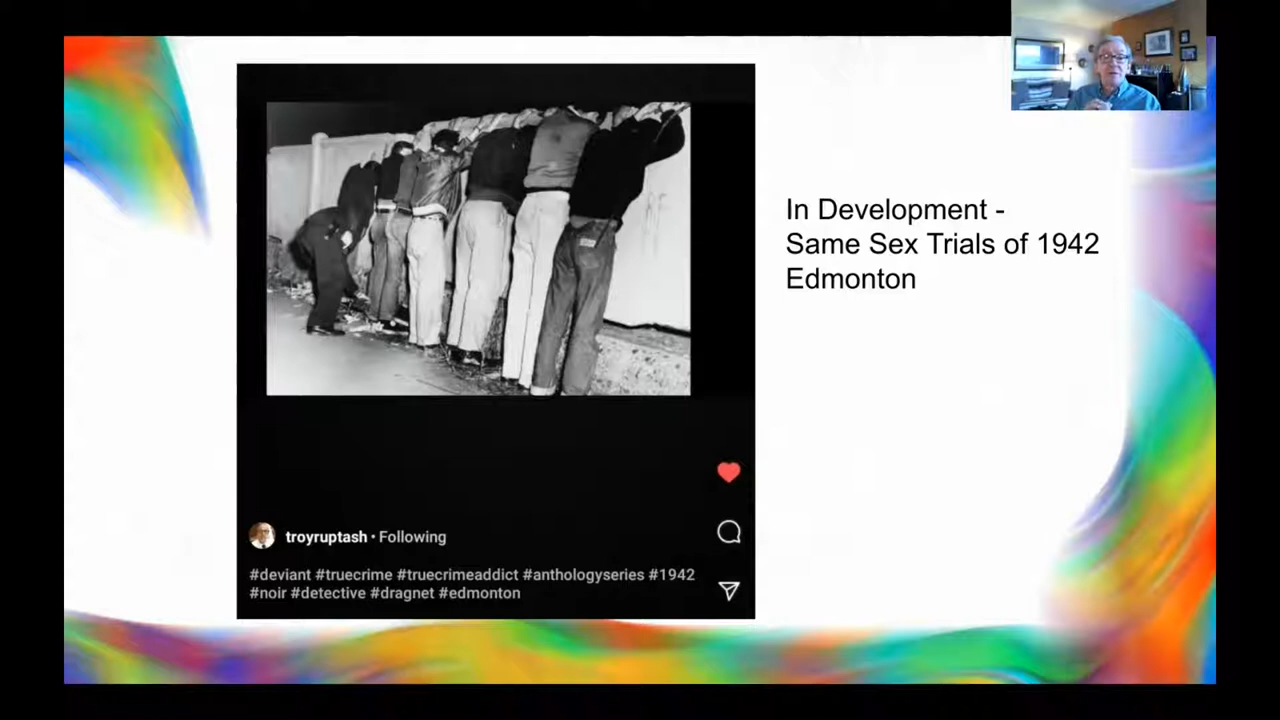 In Development -
Same Sex Trials of 1942
Edmonton
troyruptash • Following
#deviant #truecrime #truecrimeaddict #anthologyseries #1942
#noir #detective #dragnet #edmonton